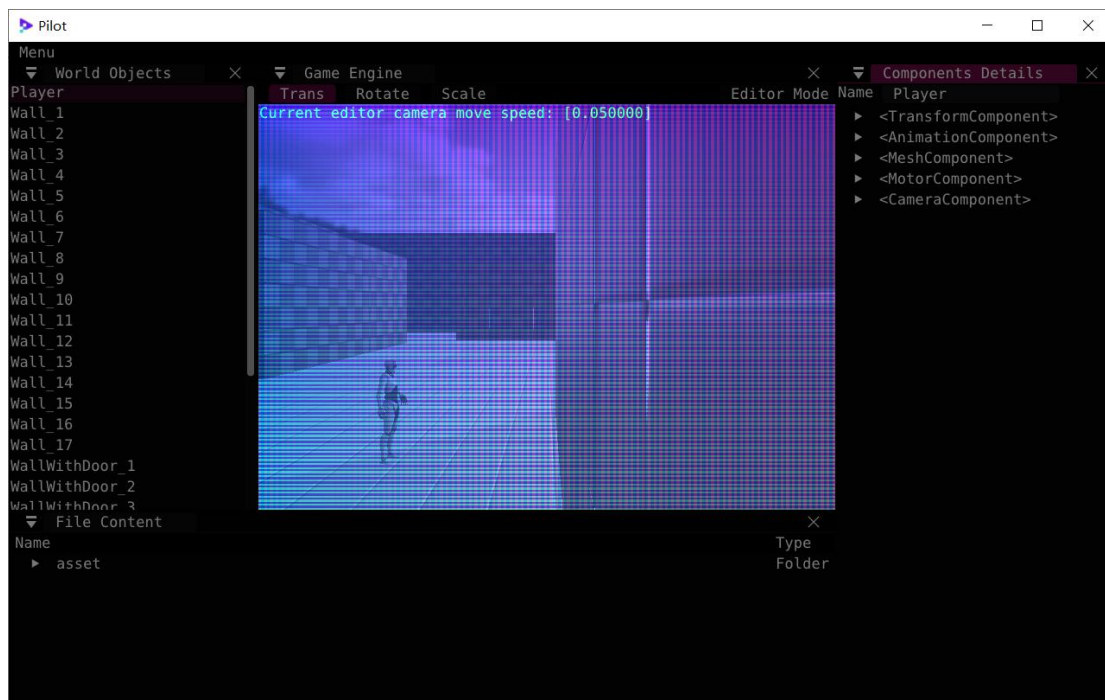 Pilot
Menu
World Objects
Player
Wall_1
Wall_2
Wall_3
Wall_4
Wall_5
Wall_6
Wall_7
Wall_8
Wall_9
Wall_10
Wall_11
Wall_12
Wall_13
Wall_14
Wall_15
Wall_16
Wall_17
WallWithDoor_1
WallWithDoor_2
WallWithDoor_3
Game Engine
Trans Rotate Scale Editor Mode
Current editor camera move speed: [0.050000]
Components Details
Name Player
<TransformComponent>
<AnimationComponent>
<MeshComponent>
<MotorComponent>
<CameraComponent>
File Content
Name Type
asset Folder